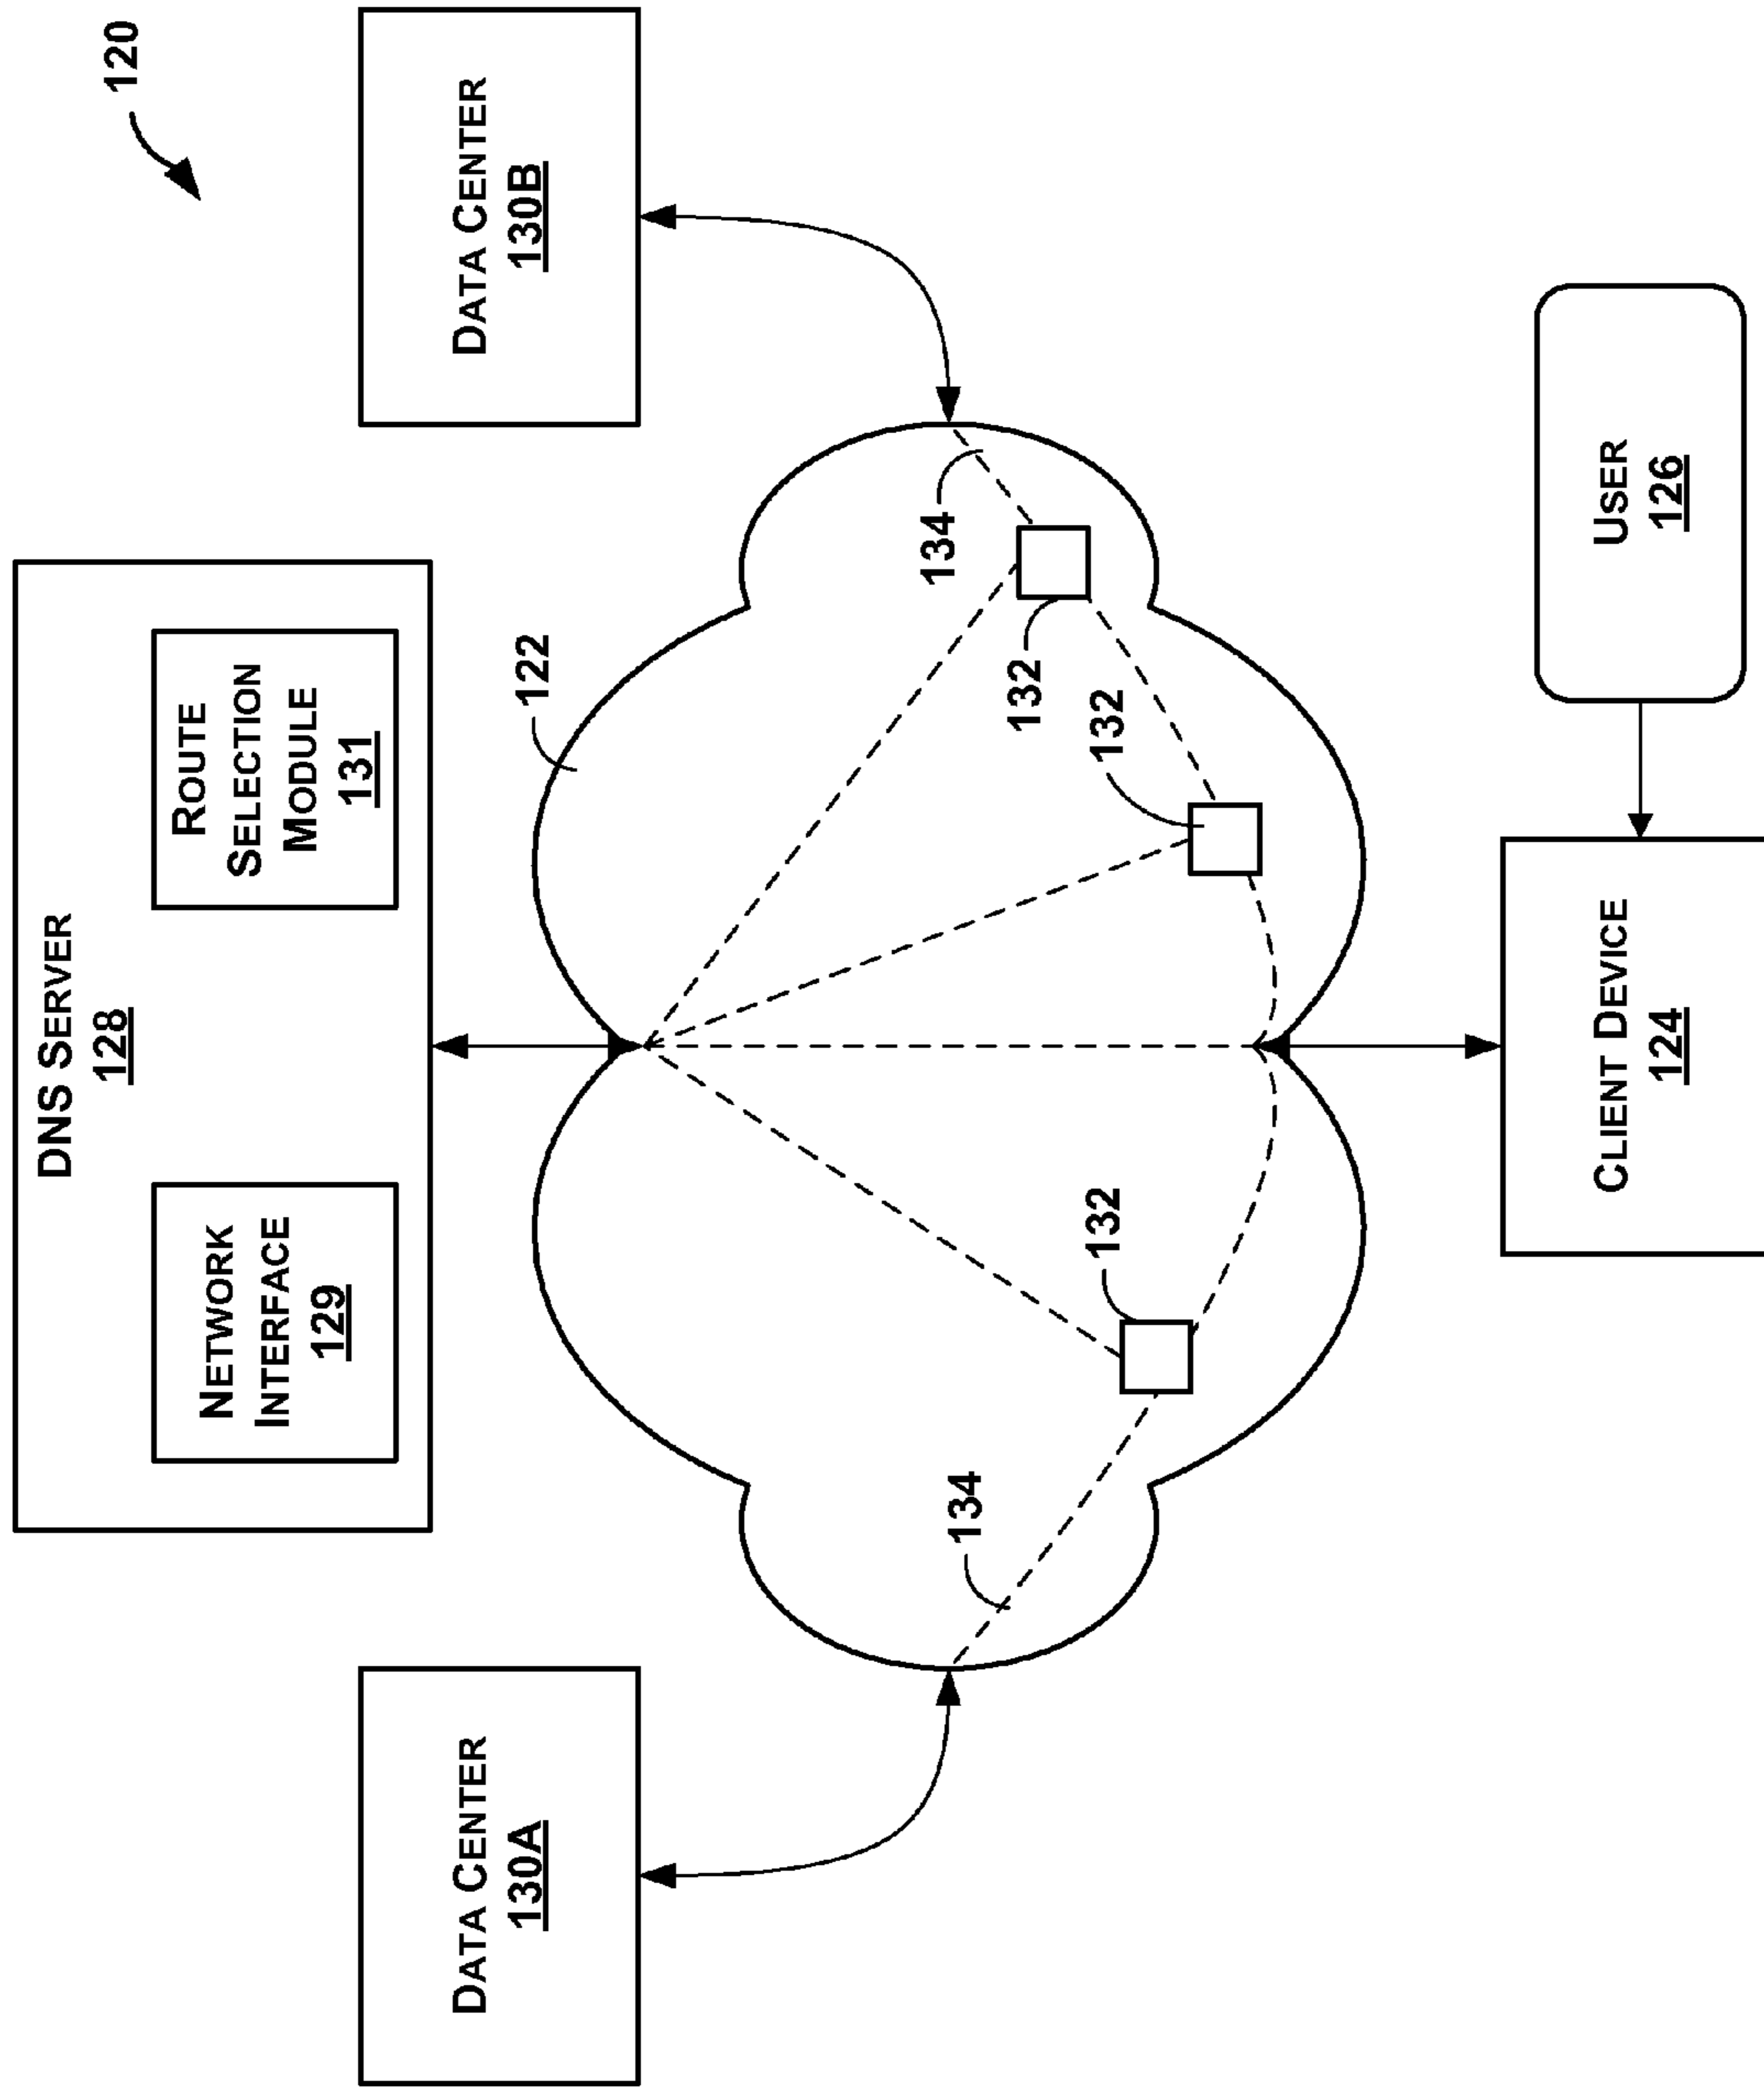 120
DNS SERVER
128
NETWORK
INTERFACE
129
ROUTE
SELECTION
MODULE
131
DATA CENTER
130A
DATA CENTER
130B
122
134
134
132
132
132
CLIENT DEVICE
124
USER
126